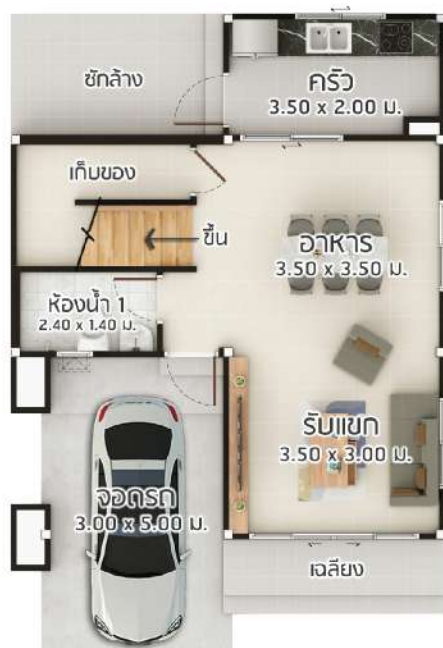 ซักล้าง
ครัว
3.50 x 2.00 ม.
เก็บของ
ขึ้น
อาหาร
3.50 x 3.50 ม.
ห้องน้ำ 1
2.40 x 1.40 ม.
รับแขก
3.50 x 3.00 ม.
จอดรถ
3.00 x 5.00 ม.
เฉลียง